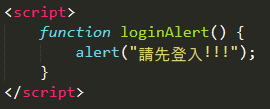 <script>
function loginAlert() {
alert("請先登入!!!");
}
</script>